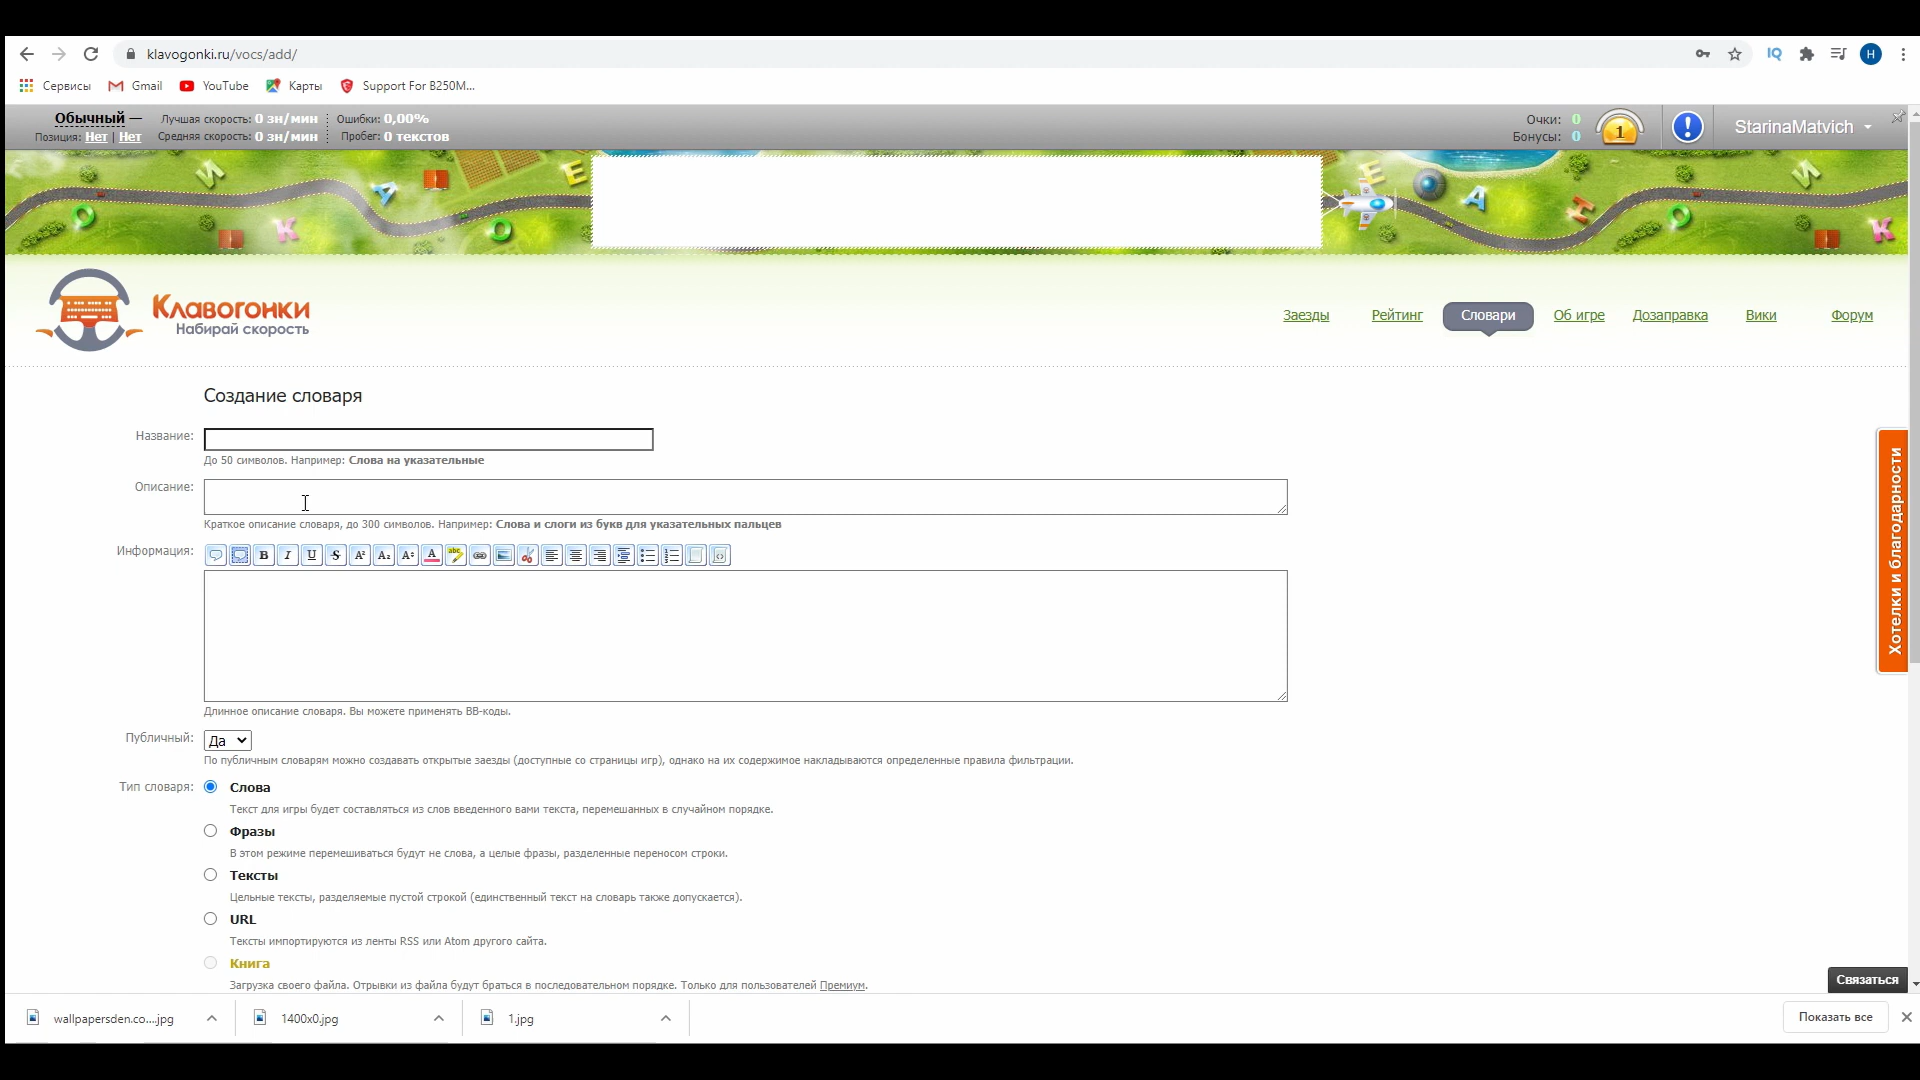 klavogonki.ru/vocs/add/
Сервисы Gmail YouTube Карты Support For B250M...
Обычный — Лучшая скорость: 0 зн/мин Ошибки: 0,00% Очки: 0
Позиция: Нет | Нет Средняя скорость: 0 зн/мин Пробег: 0 текстов Бонусы: 0
1
StarinaMatvich
Клавогонки
Набирай скорость
Заезды Рейтинг Словари Об игре Дозаправка Вики Форум
Создание словаря
Название:
До 50 символов. Например: Слова на указательные
Описание:
Краткое описание словаря, до 300 символов. Например: Слова и слоги из букв для указательных пальцев
Информация:
Длинное описание словаря. Вы можете применять BB-коды.
Публичный: Да
По публичным словарям можно создавать открытые заезды (доступные со страницы игр), однако на их содержимое накладываются определенные правила фильтрации.
Тип словаря: Слова
Текст для игры будет составляться из слов введенного вами текста, перемешанных в случайном порядке.
Фразы
В этом режиме перемешиваться будут не слова, а целые фразы, разделенные переносом строки.
Тексты
Цельные тексты, разделяемые пустой строкой (единственный текст на словарь также допускается).
URL
Тексты импортируются из ленты RSS или Atom другого сайта.
Книга
Загрузка своего файла. Отрывки из файла будут браться в последовательном порядке. Только для пользователей Премиум.
Хотелки и благодарности
Связаться
wallpapersden.co....jpg 1400x0.jpg 1.jpg Показать все